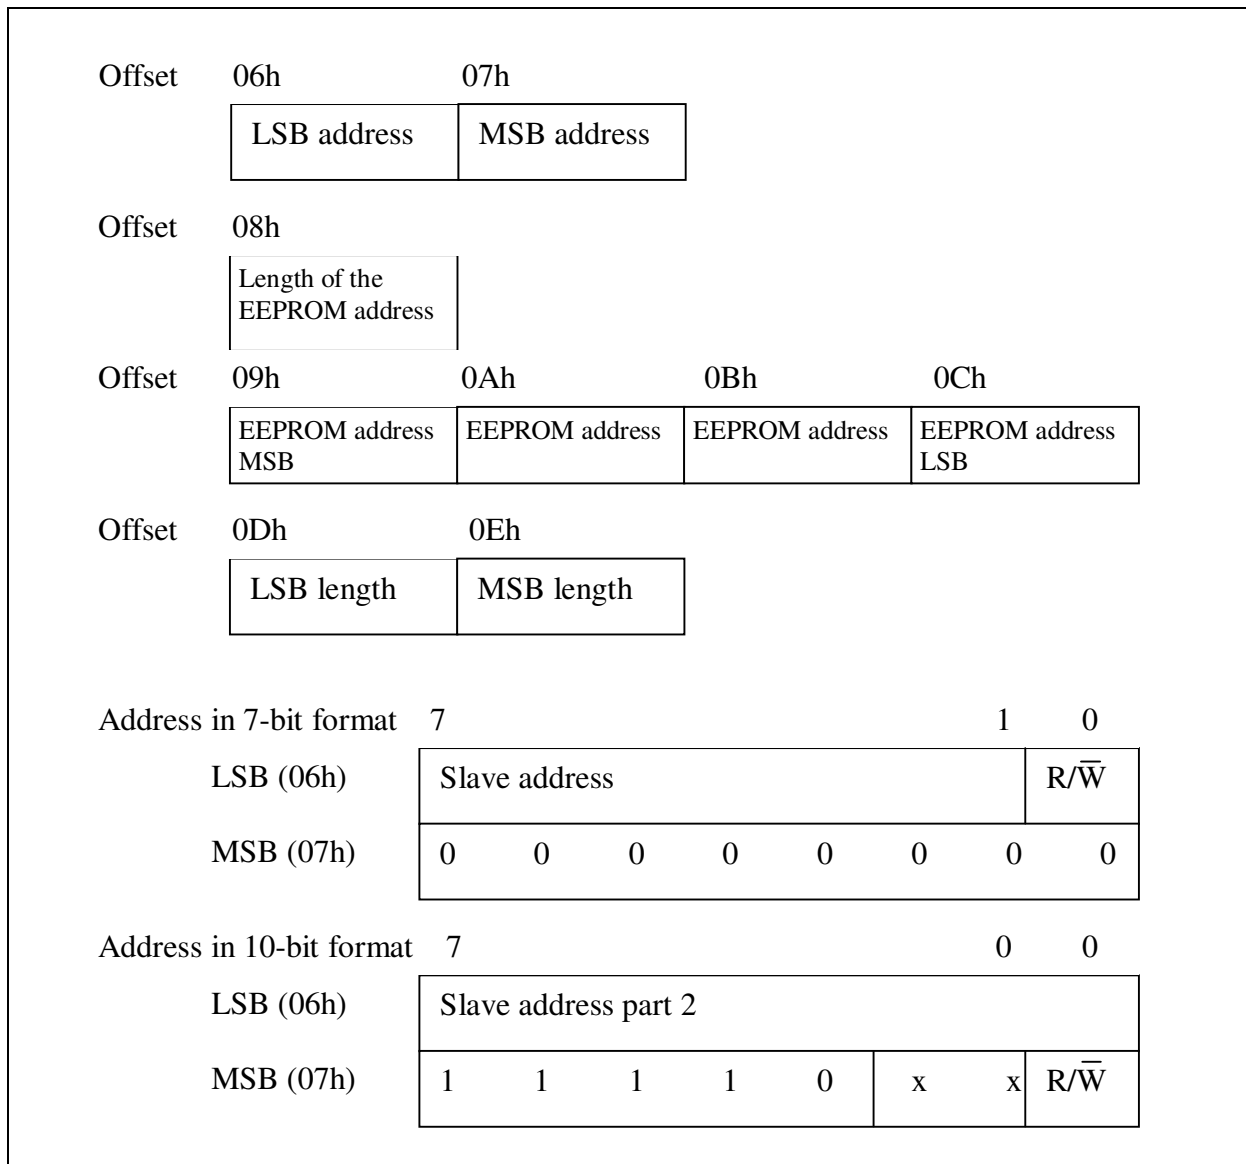 Offset 06h 07h
LSB address MSB address
Offset 08h
Length of the
EEPROM address
Offset 09h 0Ah 0Bh 0Ch
EEPROM address EEPROM address EEPROM address EEPROM address
MSB LSB
Offset 0Dh 0Eh
LSB length MSB length
Address in 7-bit format 7 1 0
LSB (06h) Slave address R/W̅
MSB (07h) 0 0 0 0 0 0 0 0
Address in 10-bit format 7 0 0
LSB (06h) Slave address part 2
MSB (07h) 1 1 1 1 0 x x R/W̅